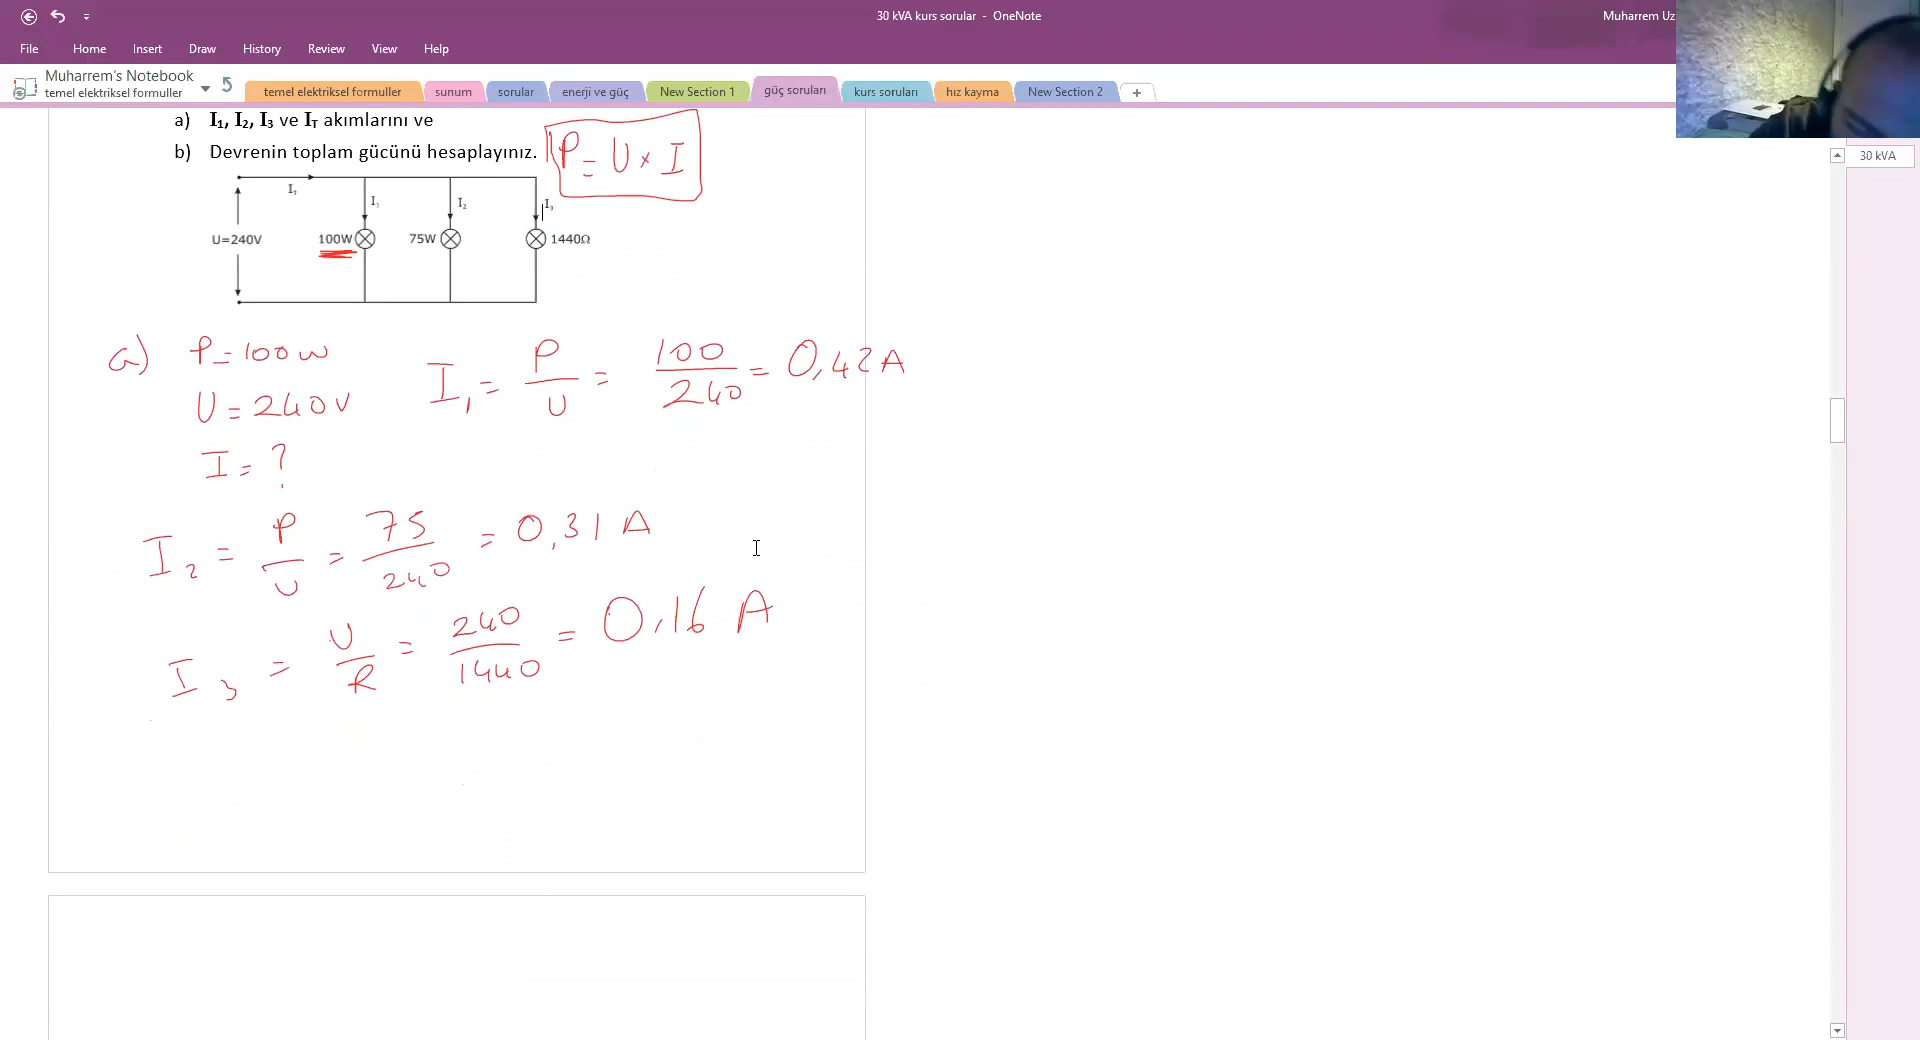 30 kVA kurs sorular - OneNote
Muharrem Uz
File Home Insert Draw History Review View Help
Muharrem's Notebook
temel elektriksel formuller
temel elektriksel formuller sunum sorular enerji ve güç New Section 1 güç soruları kurs soruları hız kayma New Section 2 +
30 kVA
a) I₁, I₂, I₃ ve I_T akımlarını ve
b) Devrenin toplam gücünü hesaplayınız.
P = U × I
I_T
I₁
I₂
I₃
U=240V
100W
75W
1440Ω
a) P = 100 W
U = 240 V
I = ?
I₁ = P/U = 100/240 = 0,42 A
I₂ = P/U = 75/240 = 0,31 A
I₃ = U/R = 240/1440 = 0,16 A